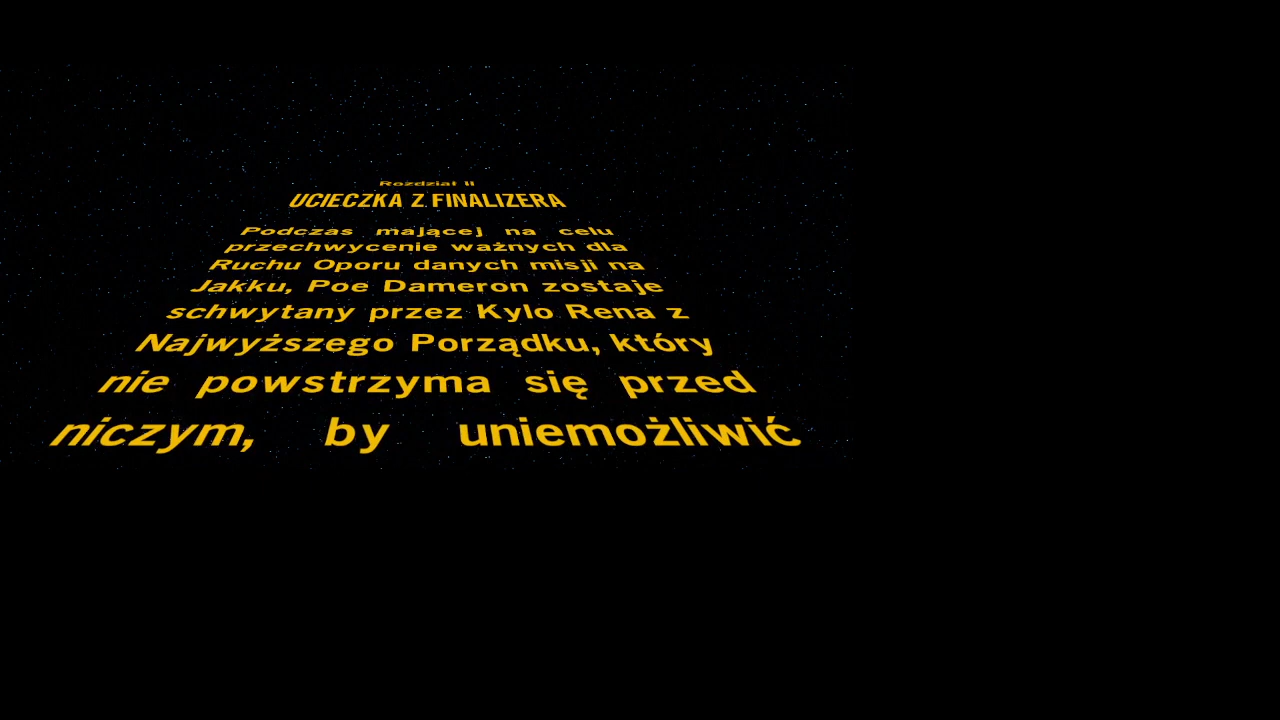 Rozdział II
UCIECZKA Z FINALIZERA
Podczas mającej na celu
przechwycenie ważnych dla
Ruchu Oporu danych misji na
Jakku, Poe Dameron zostaje
schwytany przez Kylo Rena z
Najwyższego Porządku, który
nie powstrzyma się przed
niczym, by uniemożliwić